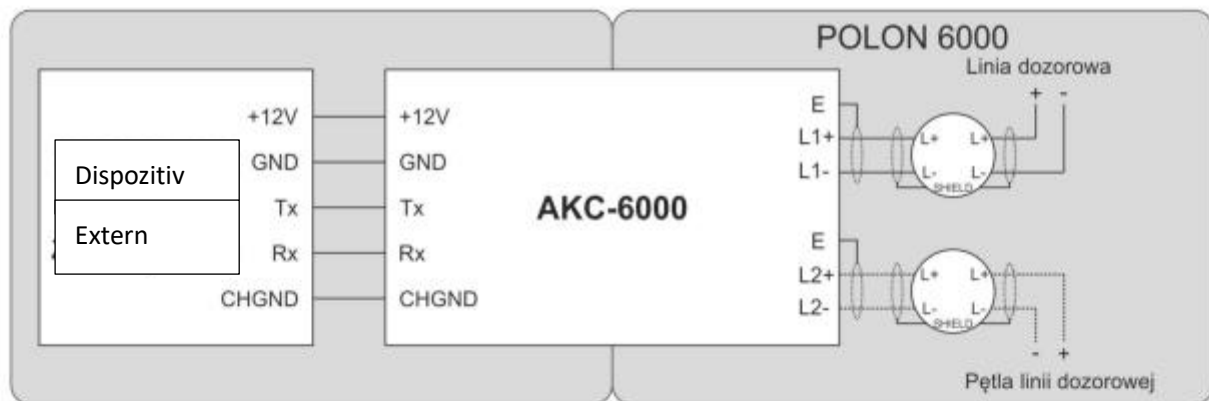 POLON 6000
Linia dozorowa
+ -
Dispozitiv
Extern
+12V
GND
Tx
Rx
CHGND
+12V
GND
Tx
Rx
CHGND
AKC-6000
E
L1+
L1-
E
L2+
L2-
L+ L+
L- L-
SHIELD
L+ L+
L- L-
SHIELD
- +
Pętla linii dozorowej